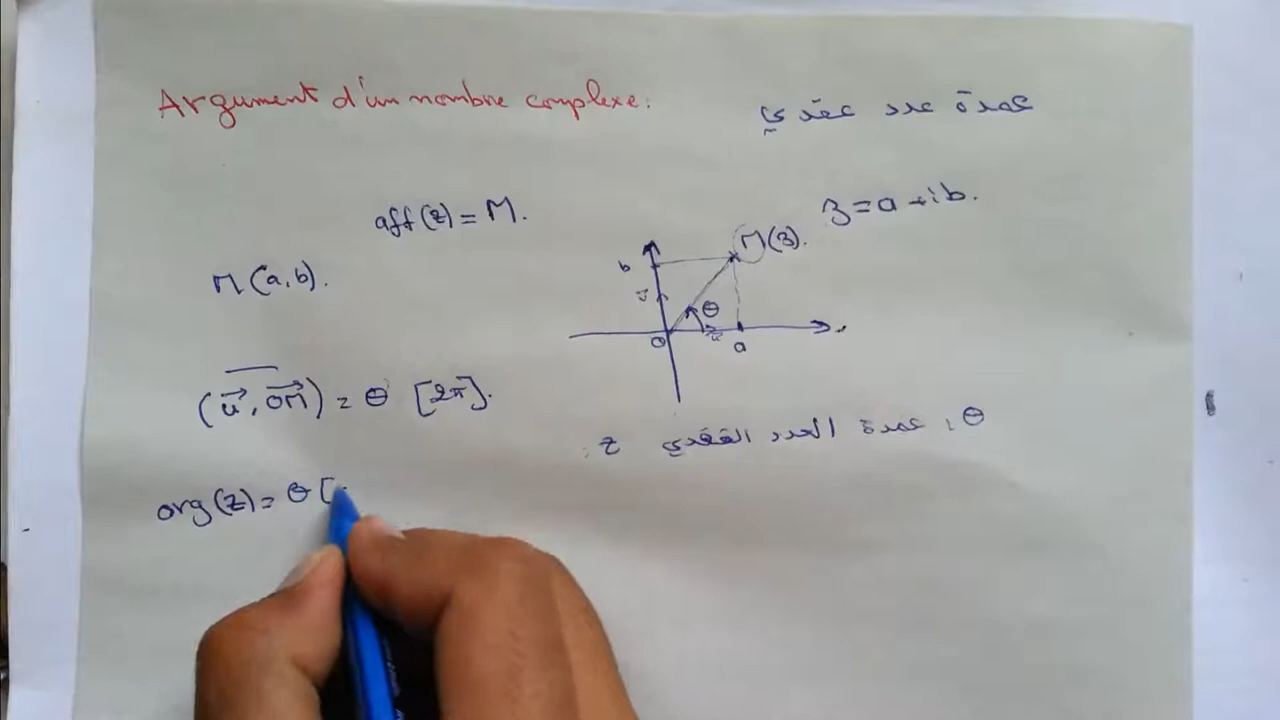 Argument d'un nombre complexe.
عمدة عدد عقدي
aff(z) = M.
z = a + ib.
M(a,b).
M(z).
b
v
θ
u
O
a
(u⃗, OM⃗) = θ [2π].
θ : عمدة العدد العقدي z
arg(z) = θ [